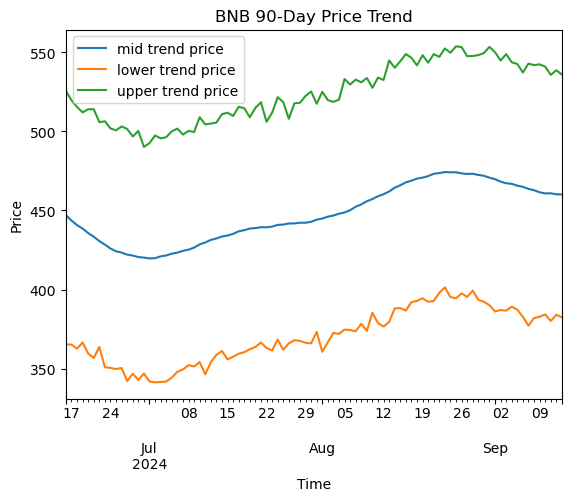 BNB 90-Day Price Trend
mid trend price
lower trend price
upper trend price
550
500
450
400
350
Price
17 24 08 15 22 29 05 12 19 26 02 09
Jul Aug Sep
2024
Time